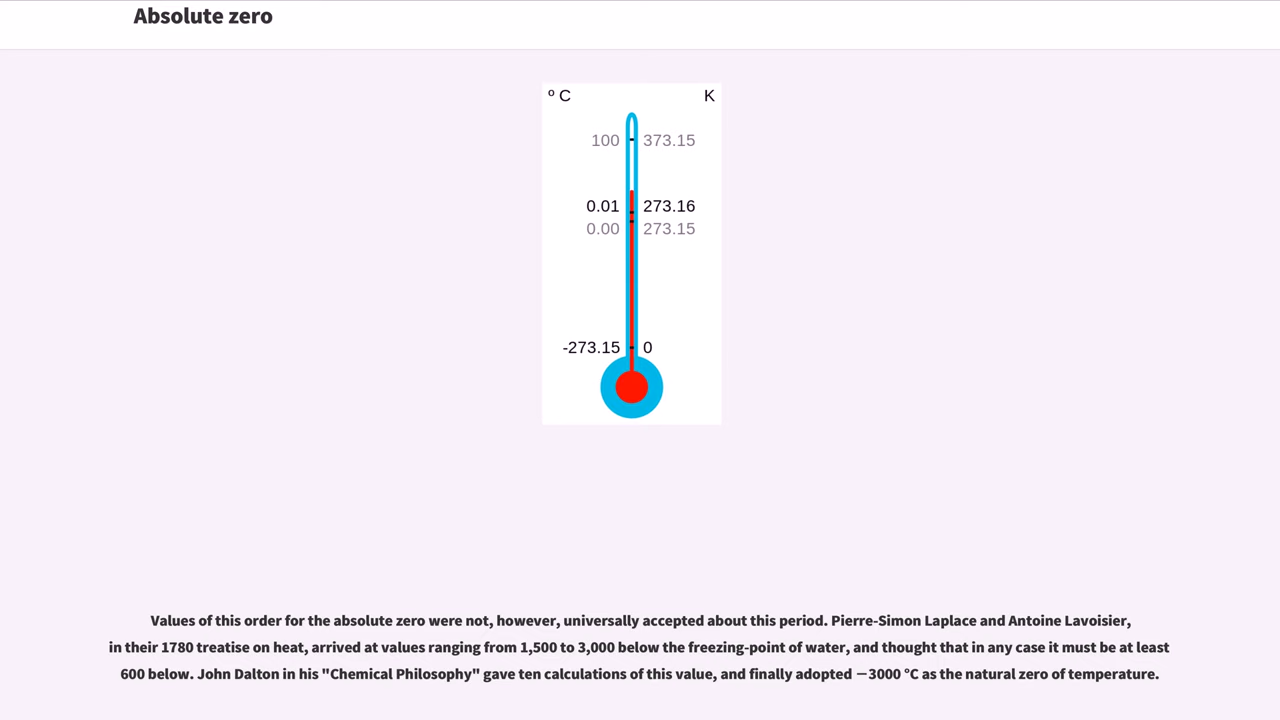 Absolute zero
º C K
100 373.15
0.01 273.16
0.00 273.15
-273.15 0
Values of this order for the absolute zero were not, however, universally accepted about this period. Pierre-Simon Laplace and Antoine Lavoisier,
in their 1780 treatise on heat, arrived at values ranging from 1,500 to 3,000 below the freezing-point of water, and thought that in any case it must be at least
600 below. John Dalton in his "Chemical Philosophy" gave ten calculations of this value, and finally adopted −3000 °C as the natural zero of temperature.